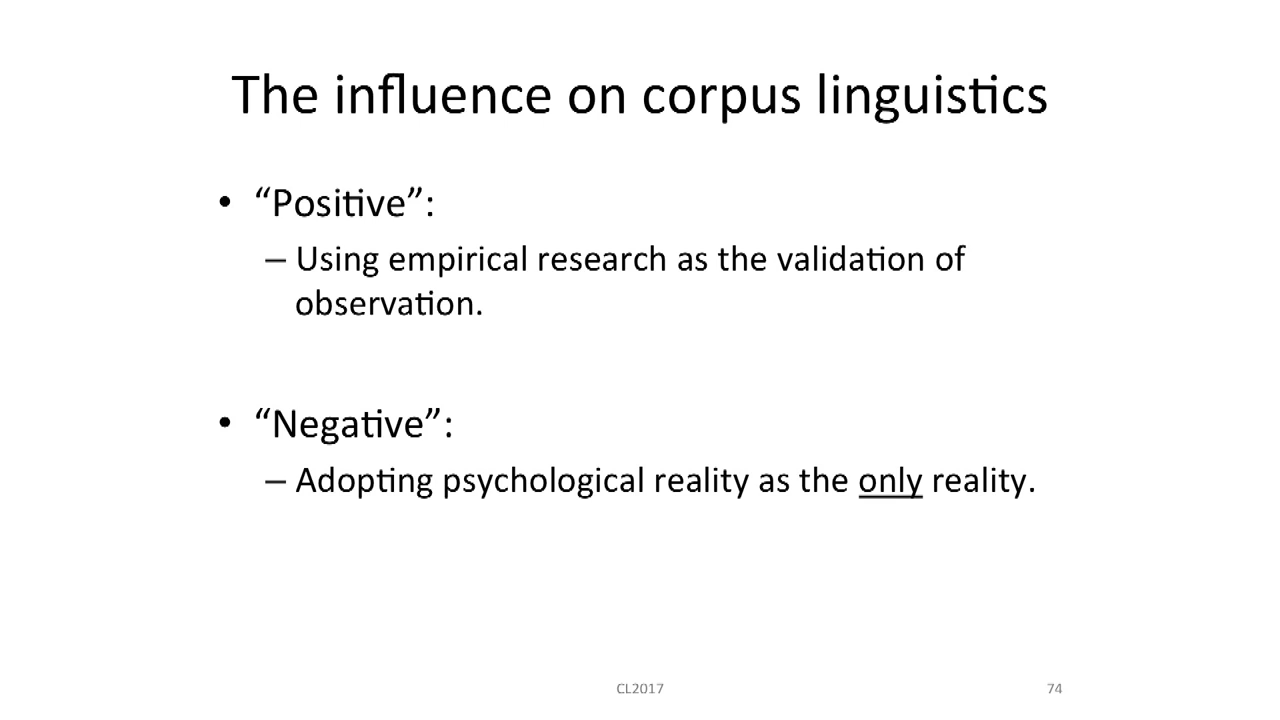 The influence on corpus linguistics
• “Positive”:
– Using empirical research as the validation of
observation.
• “Negative”:
– Adopting psychological reality as the only reality.
CL2017
74